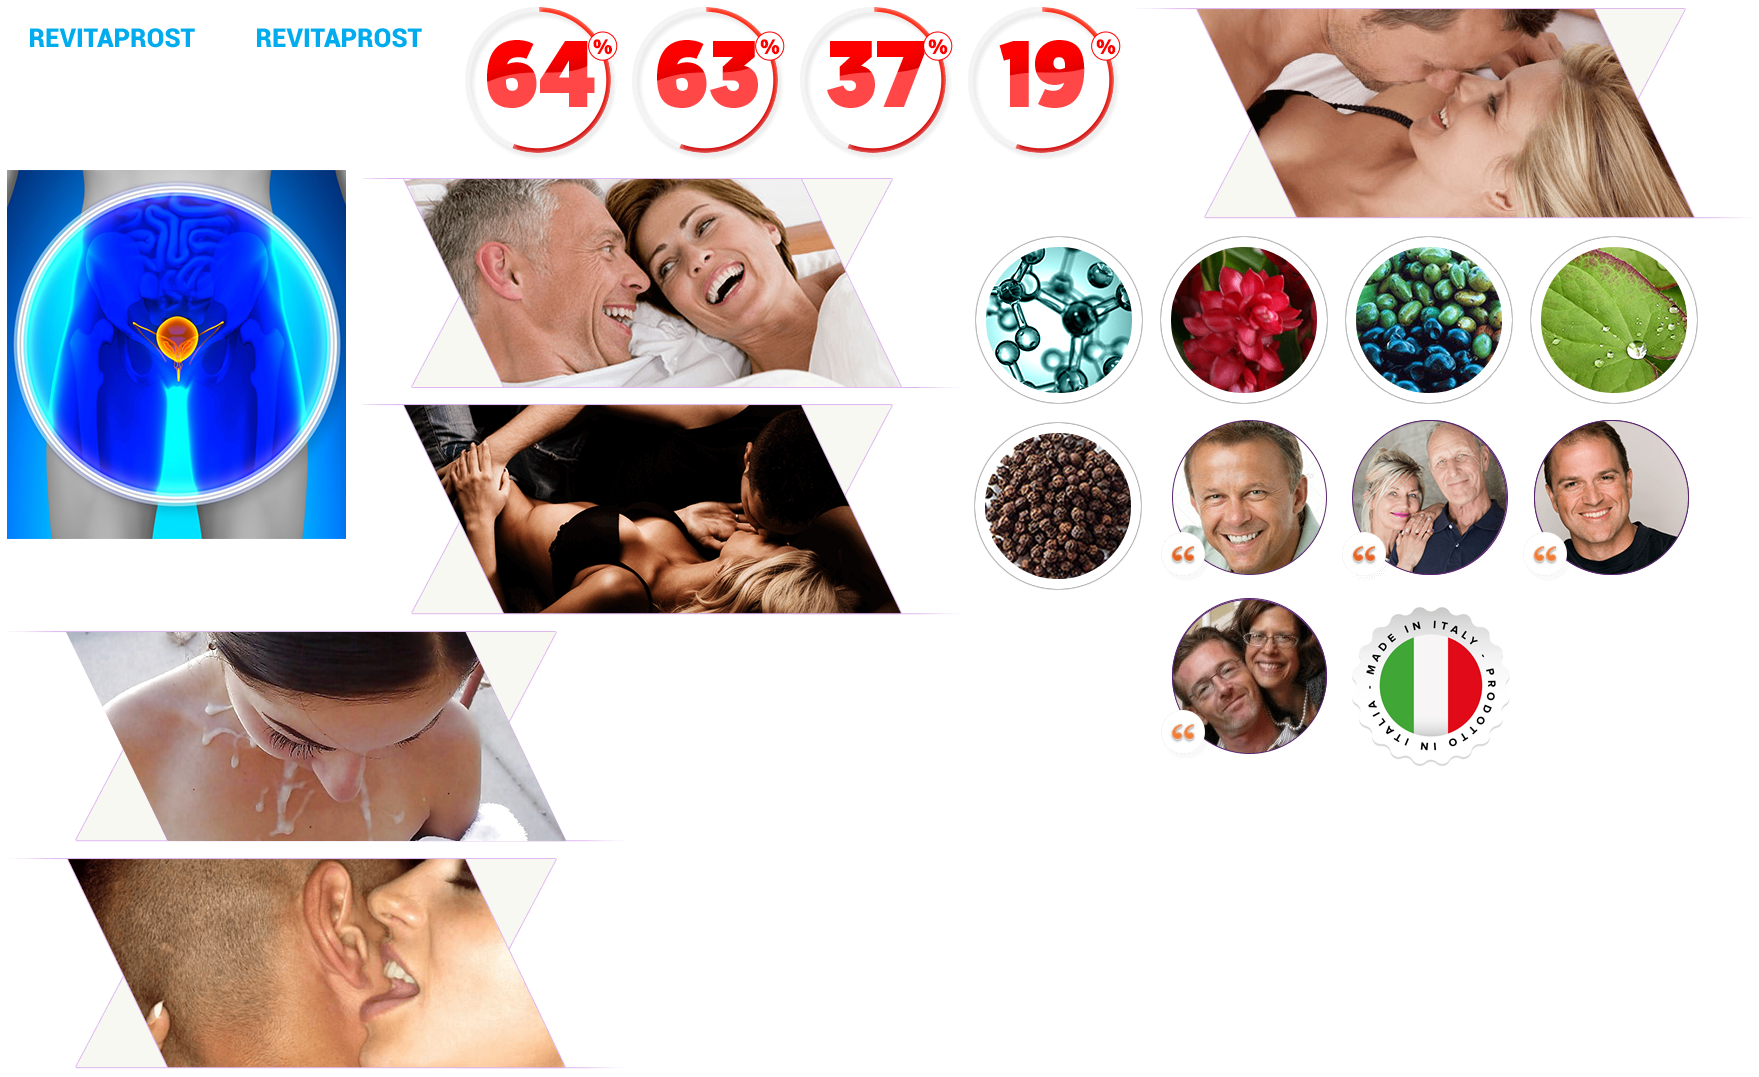 REVITAPROST
REVITAPROST
64%
63%
37%
19%
MADE IN ITALY - PRODOTTO IN ITALIA -